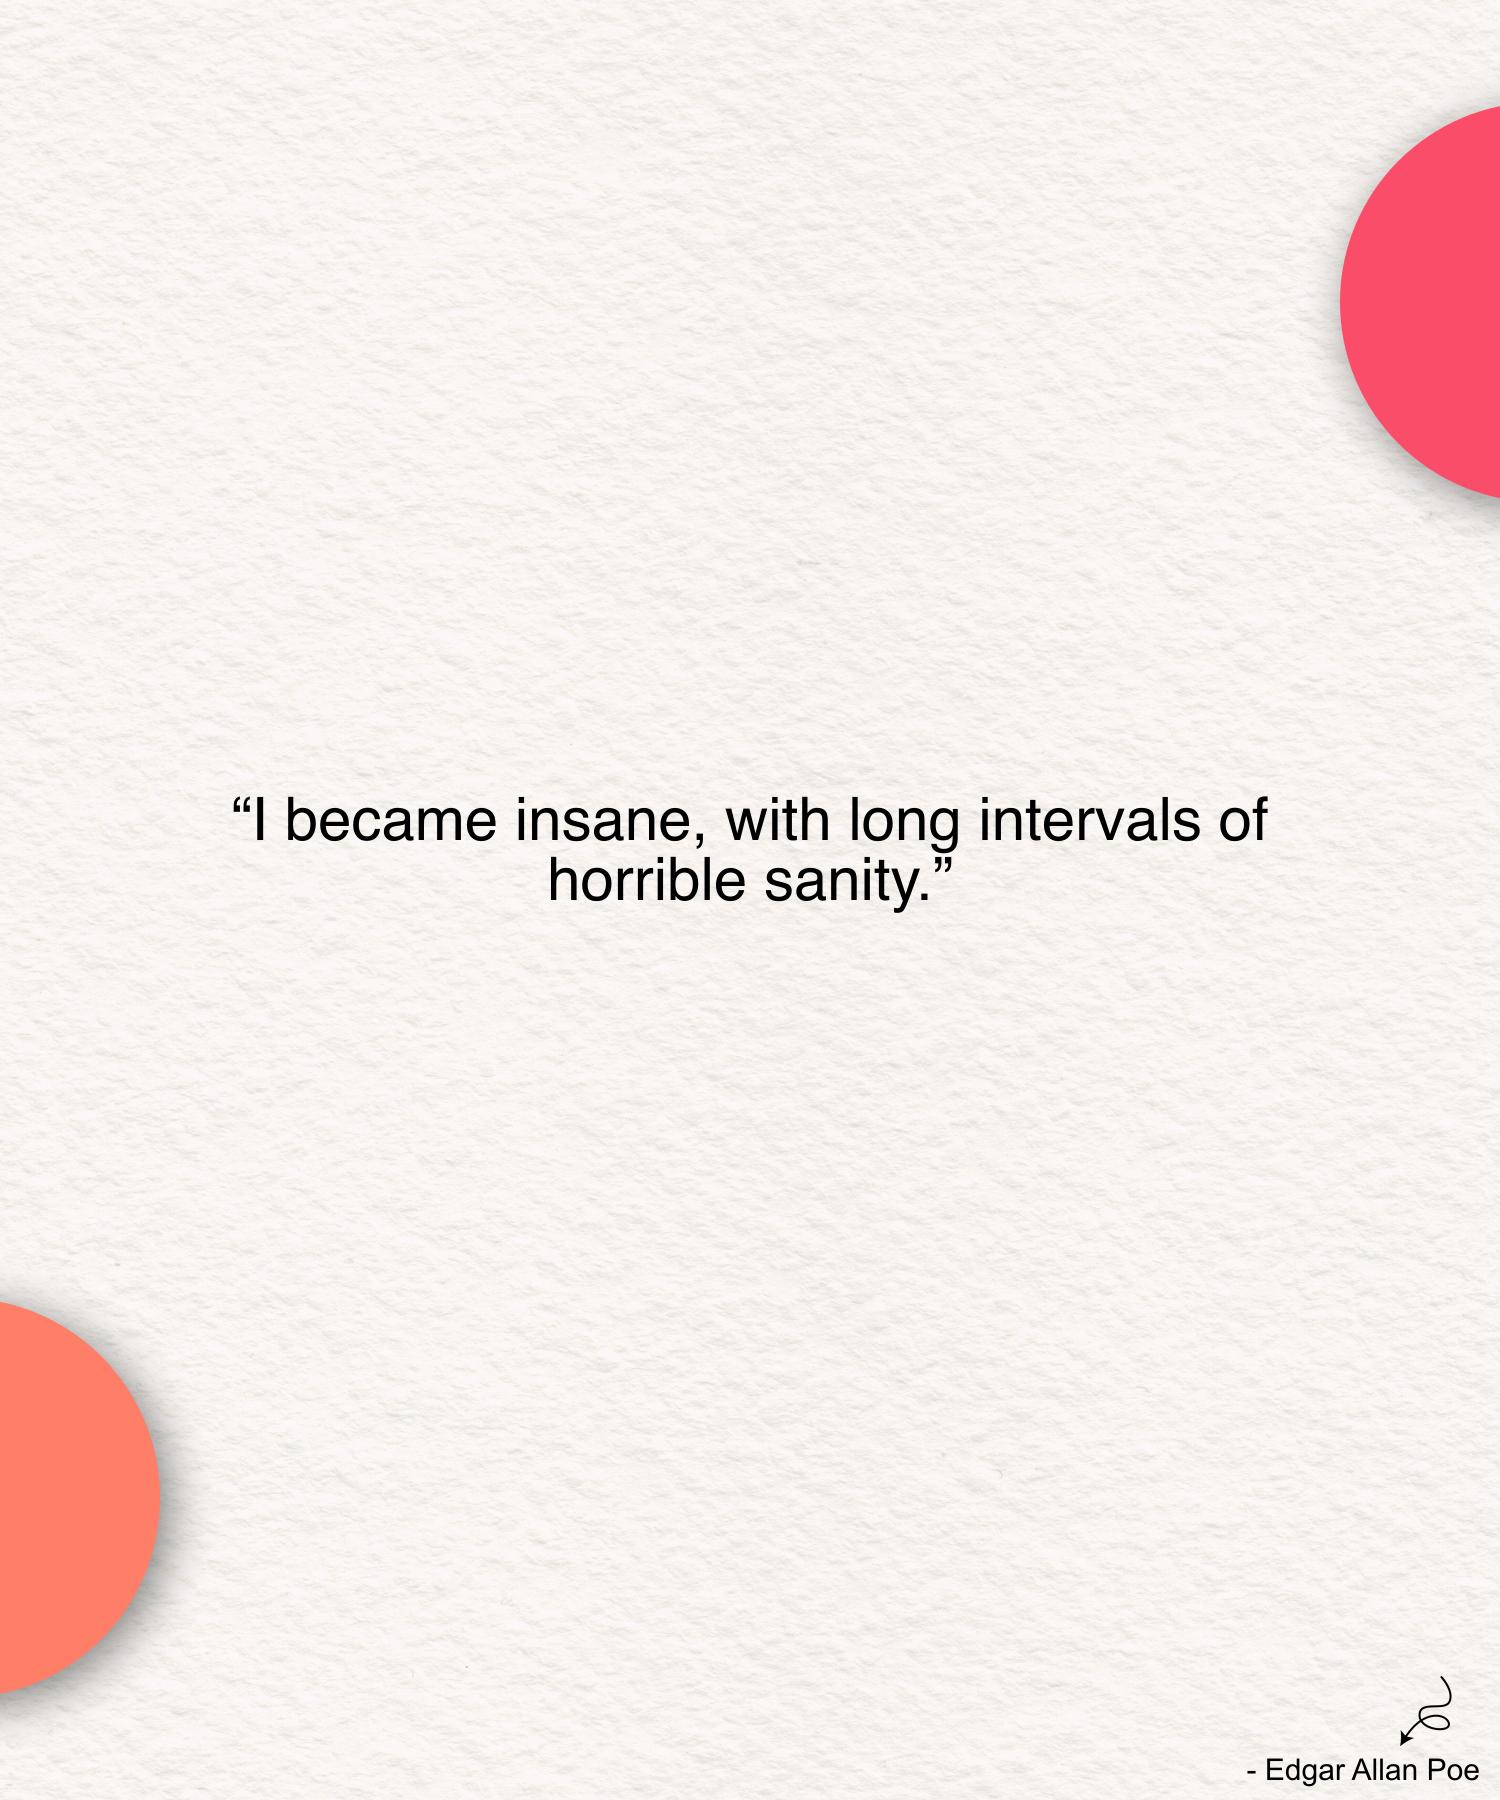 “I became insane, with long intervals of
horrible sanity.”
- Edgar Allan Poe